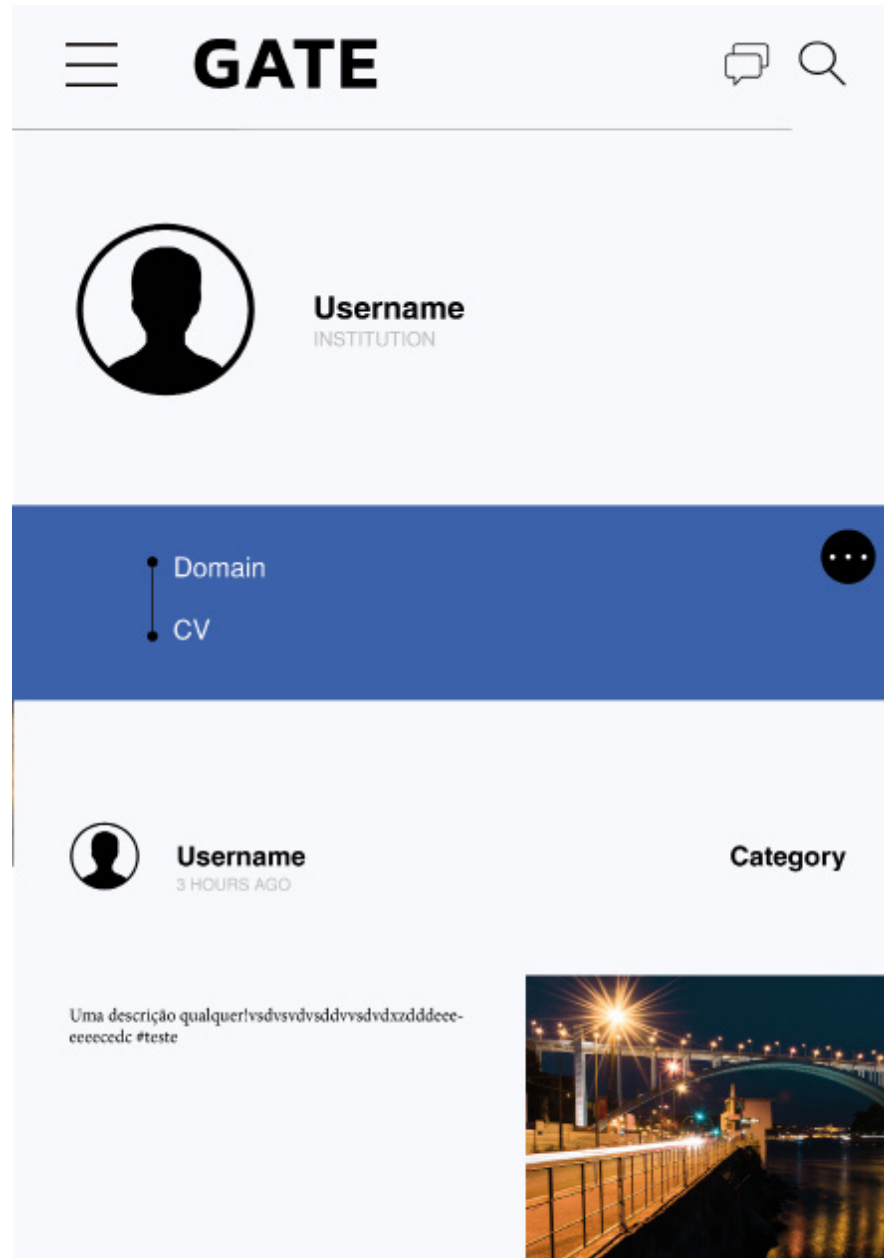 GATE
Username
INSTITUTION
Domain
CV
Username
3 HOURS AGO
Category
Uma descrição qualquer!vsdvsvdvsddvvsdvdxzdddeee-
eeeecedc #teste